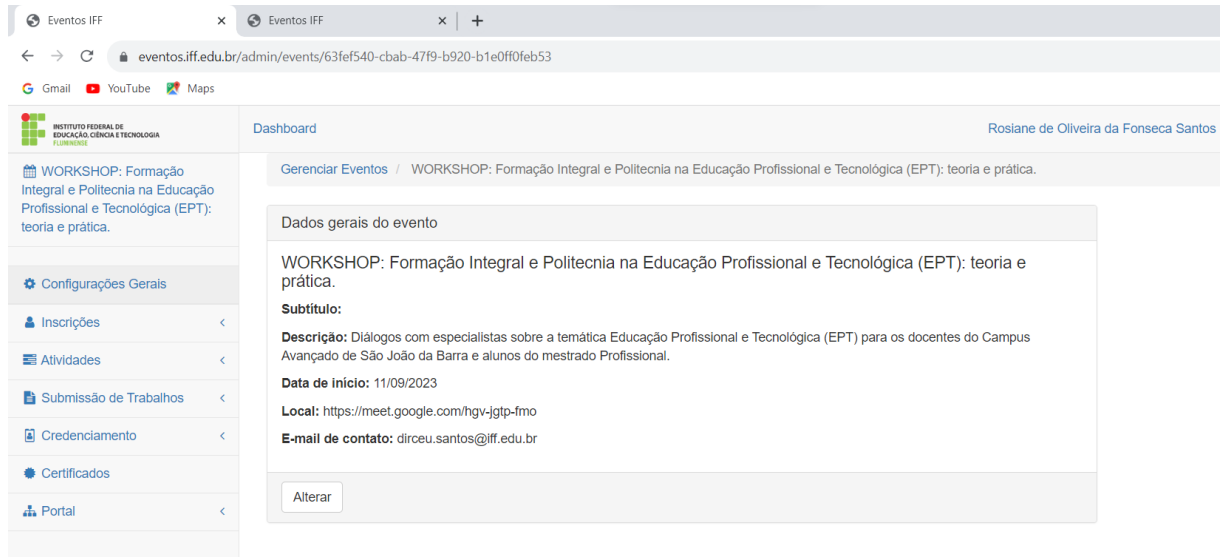 Eventos IFF
Eventos IFF
eventos.iff.edu.br/admin/events/63fef540-cbab-47f9-b920-b1e0ff0feb53
Gmail YouTube Maps
INSTITUTO FEDERAL DE
EDUCAÇÃO, CIÊNCIA E TECNOLOGIA
FLUMINENSE
Dashboard
Rosiane de Oliveira da Fonseca Santos
WORKSHOP: Formação
Integral e Politecnia na Educação
Profissional e Tecnológica (EPT):
teoria e prática.
Configurações Gerais
Inscrições
Atividades
Submissão de Trabalhos
Credenciamento
Certificados
Portal
Gerenciar Eventos / WORKSHOP: Formação Integral e Politecnia na Educação Profissional e Tecnológica (EPT): teoria e prática.
Dados gerais do evento
WORKSHOP: Formação Integral e Politecnia na Educação Profissional e Tecnológica (EPT): teoria e
prática.
Subtítulo:
Descrição: Diálogos com especialistas sobre a temática Educação Profissional e Tecnológica (EPT) para os docentes do Campus
Avançado de São João da Barra e alunos do mestrado Profissional.
Data de início: 11/09/2023
Local: https://meet.google.com/hgv-jgtp-fmo
E-mail de contato: dirceu.santos@iff.edu.br
Alterar